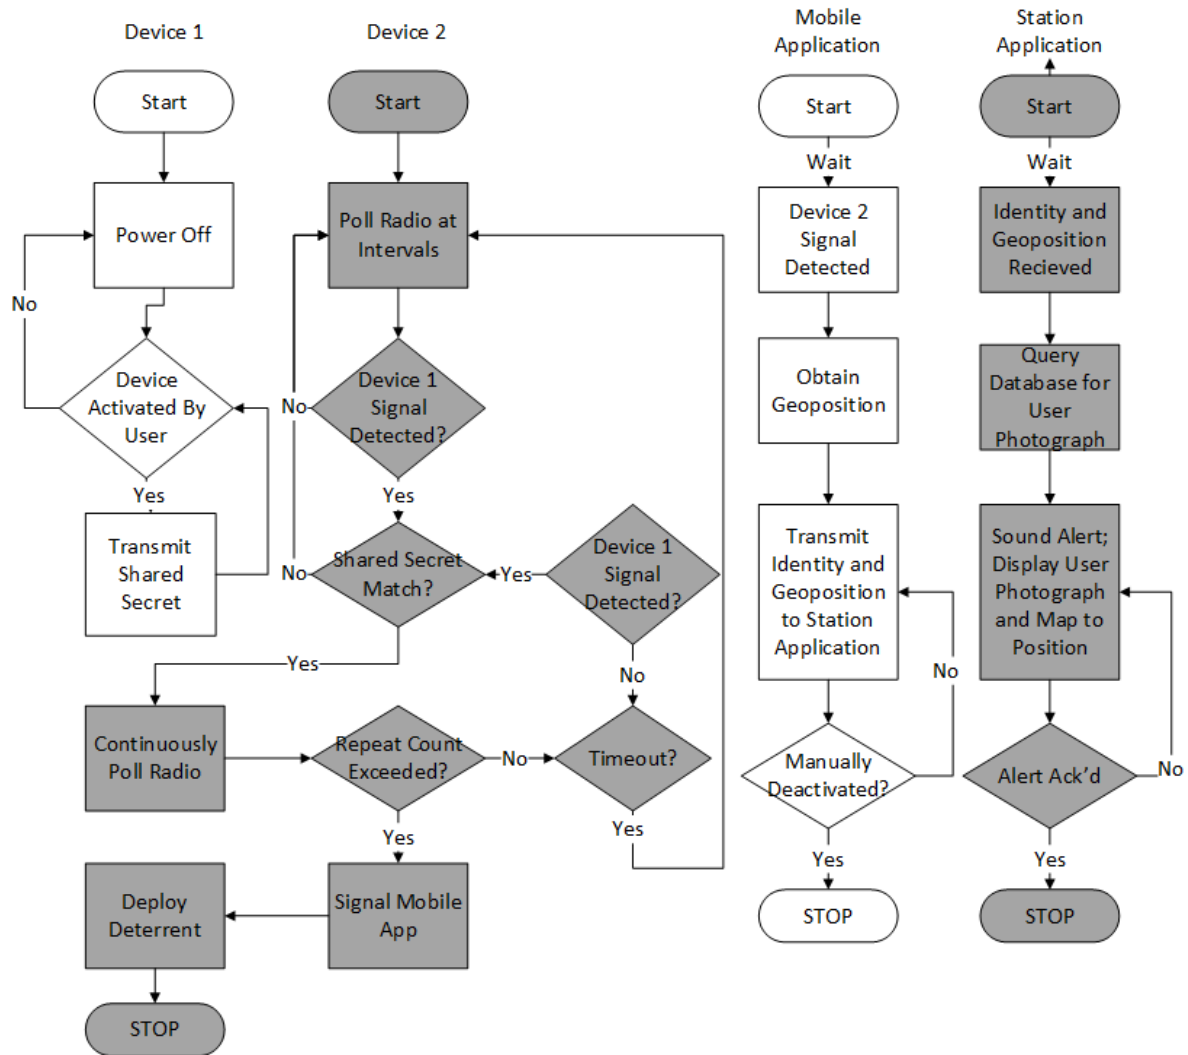 Device 1
Device 2
Mobile
Application
Station
Application
Start
Start
Start
Start
Wait
Wait
Power Off
Poll Radio at
Intervals
Device 2
Signal
Detected
Identity and
Geoposition
Recieved
No
Device
Activated By
User
No
Device 1
Signal
Detected?
Obtain
Geoposition
Query
Database for
User
Photograph
Yes
Yes
Transmit
Shared
Secret
No
Shared Secret
Match?
Yes
Device 1
Signal
Detected?
Transmit
Identity and
Geoposition
to Station
Application
Sound Alert;
Display User
Photograph
and Map to
Position
Yes
No
No
Continuously
Poll Radio
Repeat Count
Exceeded?
No
Timeout?
Manually
Deactivated?
Alert Ack'd
No
Yes
Yes
Yes
Yes
Deploy
Deterrent
Signal Mobile
App
STOP
STOP
STOP